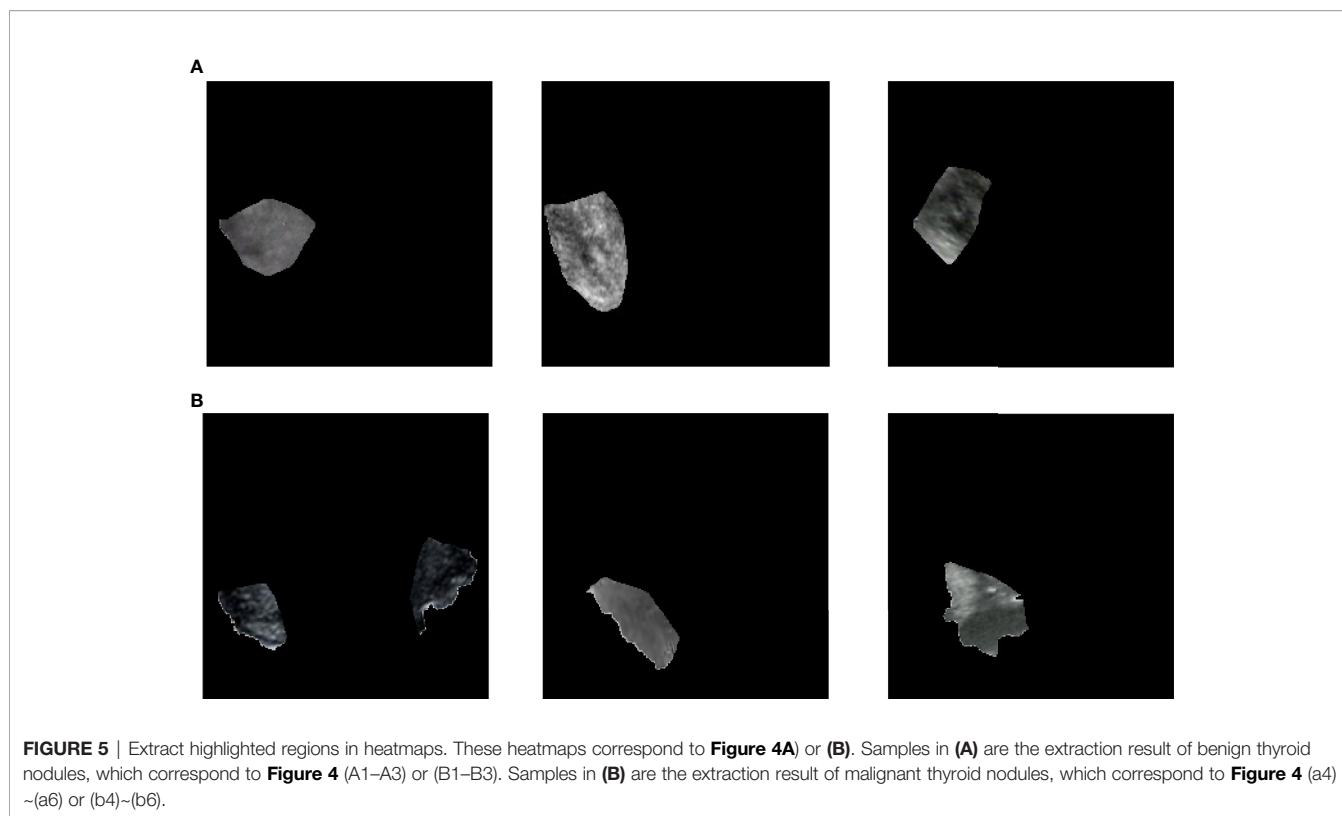 A
B
FIGURE 5 | Extract highlighted regions in heatmaps. These heatmaps correspond to Figure 4A) or (B). Samples in (A) are the extraction result of benign thyroid
nodules, which correspond to Figure 4 (A1–A3) or (B1–B3). Samples in (B) are the extraction result of malignant thyroid nodules, which correspond to Figure 4 (a4)
~(a6) or (b4)~(b6).